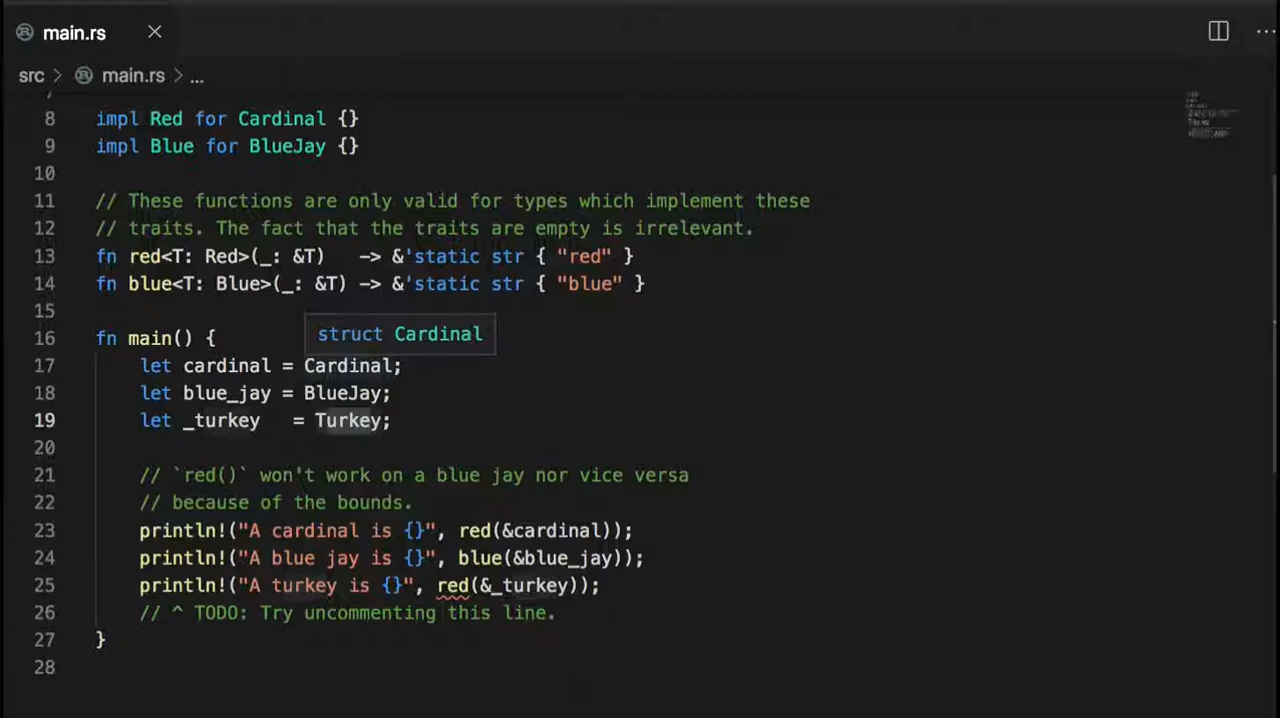 main.rs
src > main.rs > ...
7
8 impl Red for Cardinal {}
9 impl Blue for BlueJay {}
10
11 // These functions are only valid for types which implement these
12 // traits. The fact that the traits are empty is irrelevant.
13 fn red<T: Red>(_: &T)   -> &'static str { "red" }
14 fn blue<T: Blue>(_: &T) -> &'static str { "blue" }
15
struct Cardinal
16 fn main() {
17     let cardinal = Cardinal;
18     let blue_jay = BlueJay;
19     let _turkey   = Turkey;
20
21     // `red()` won't work on a blue jay nor vice versa
22     // because of the bounds.
23     println!("A cardinal is {}", red(&cardinal));
24     println!("A blue jay is {}", blue(&blue_jay));
25     println!("A turkey is {}", red(&_turkey));
26     // ^ TODO: Try uncommenting this line.
27 }
28